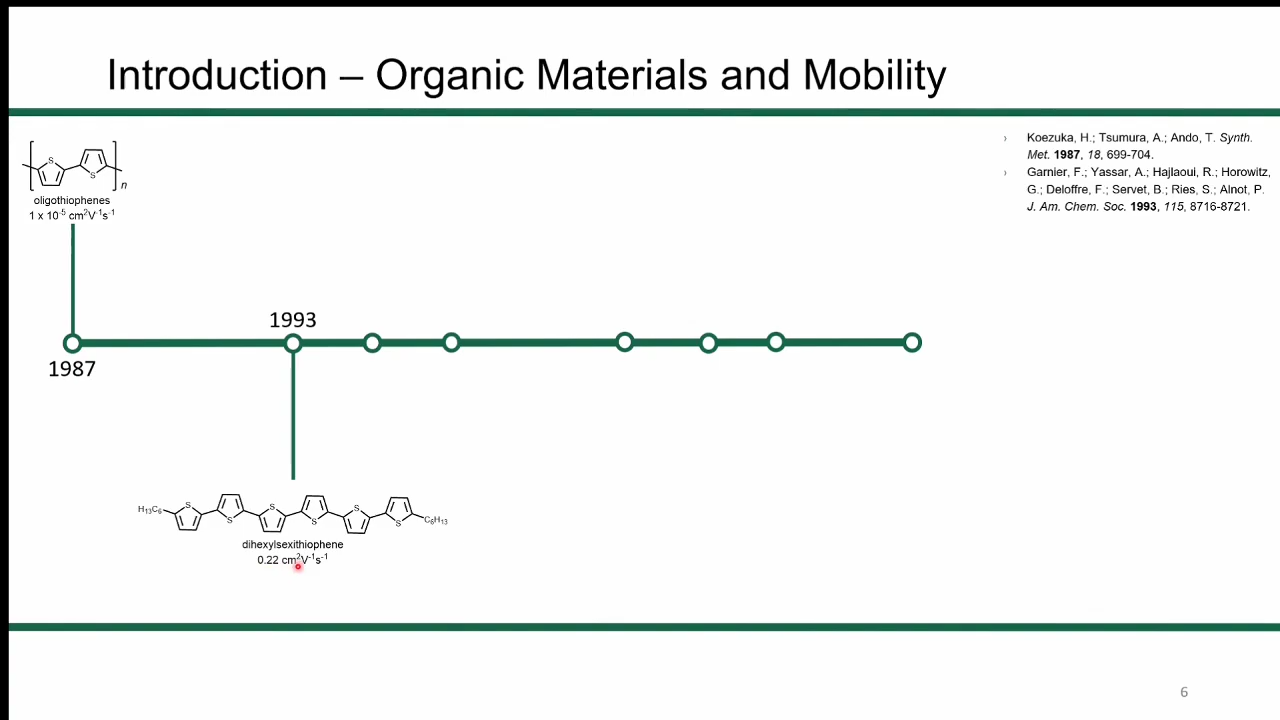 Introduction – Organic Materials and Mobility
› Koezuka, H.; Tsumura, A.; Ando, T. Synth.
Met. 1987, 18, 699-704.
› Garnier, F.; Yassar, A.; Hajlaoui, R.; Horowitz,
G.; Deloffre, F.; Servet, B.; Ries, S.; Alnot, P.
J. Am. Chem. Soc. 1993, 115, 8716-8721.
S
S
n
oligothiophenes
1 x 10⁻⁵ cm²V⁻¹s⁻¹
1993
1987
H₁₃C₆ S S S S S S C₆H₁₃
dihexylsexithiophene
0.22 cm²V⁻¹s⁻¹
6